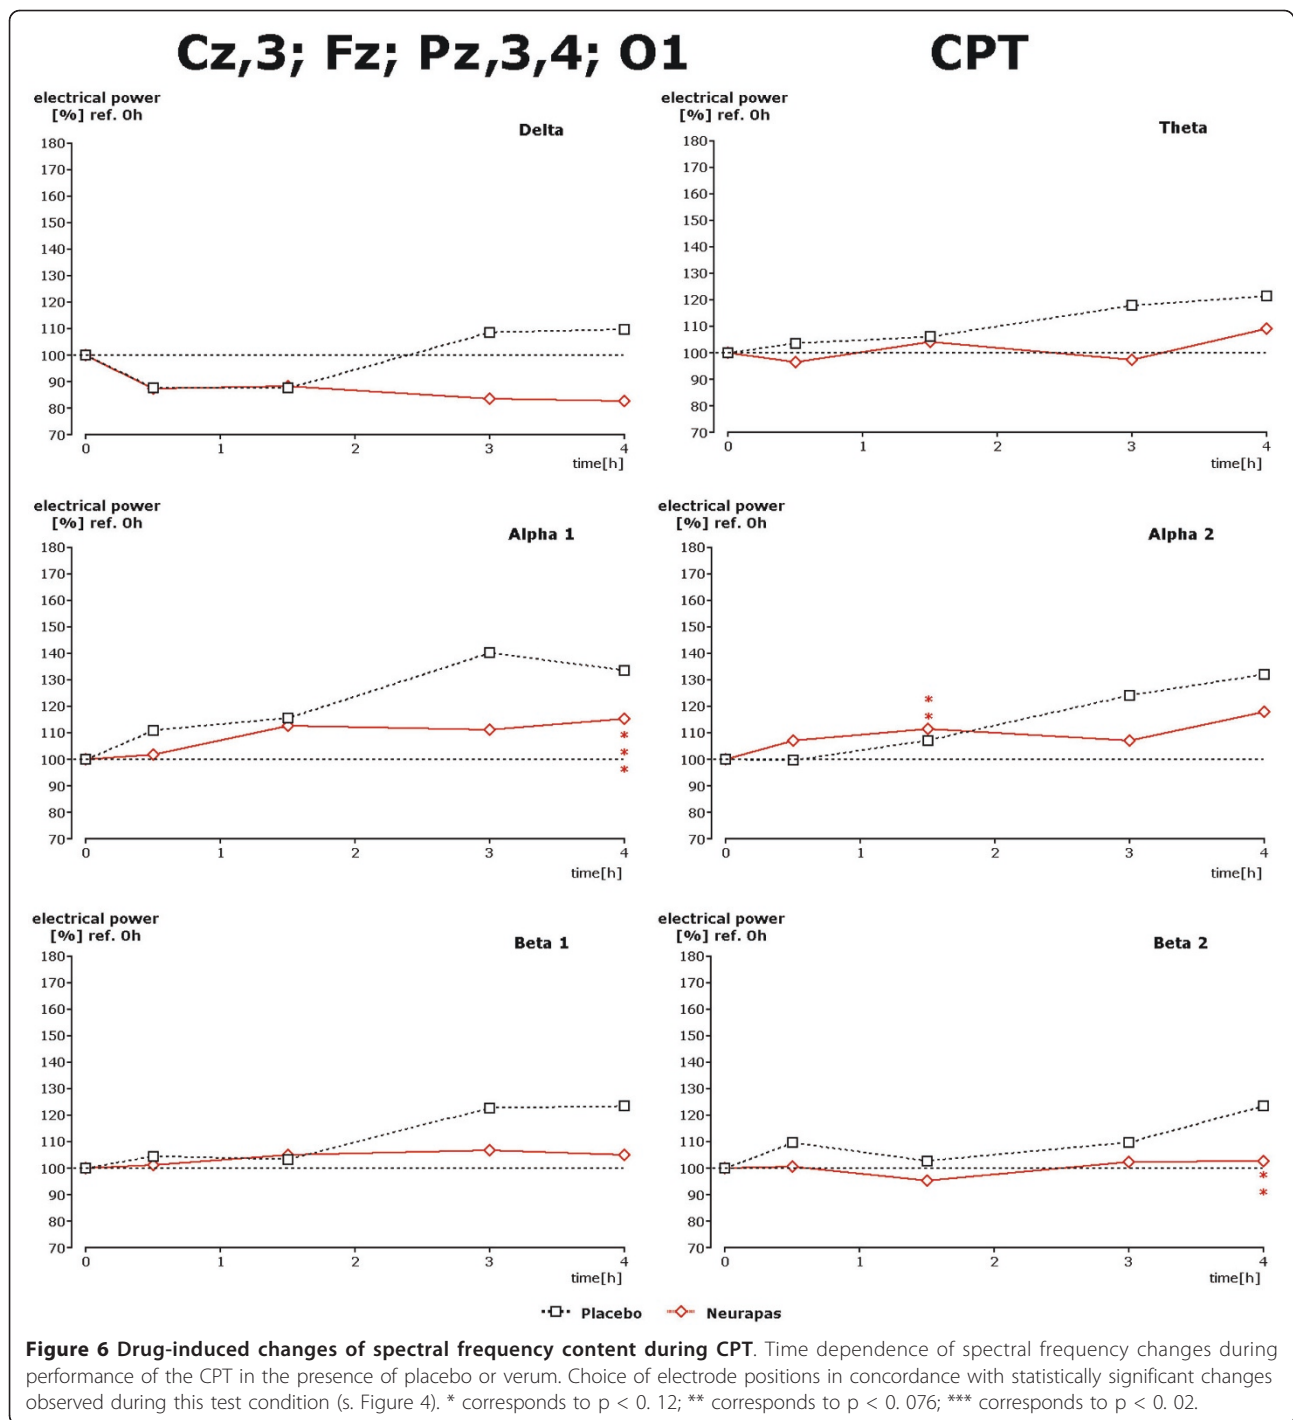 Cz,3; Fz; Pz,3,4; O1 CPT
electrical power
[%] ref. 0h
Delta
180
170
160
150
140
130
120
110
100
90
80
70
0 1 2 3 4
time[h]
electrical power
[%] ref. 0h
Theta
180
170
160
150
140
130
120
110
100
90
80
70
0 1 2 3 4
time[h]
electrical power
[%] ref. 0h
Alpha 1
180
170
160
150
140
130
120
110
100
90
80
70
*
*
*
0 1 2 3 4
time[h]
electrical power
[%] ref. 0h
Alpha 2
180
170
160
150
140
130
120
110
100
90
80
70
*
*
0 1 2 3 4
time[h]
electrical power
[%] ref. 0h
Beta 1
180
170
160
150
140
130
120
110
100
90
80
70
0 1 2 3 4
time[h]
electrical power
[%] ref. 0h
Beta 2
180
170
160
150
140
130
120
110
100
90
80
70
*
*
0 1 2 3 4
time[h]
Placebo Neurapas
Figure 6 Drug-induced changes of spectral frequency content during CPT. Time dependence of spectral frequency changes during
performance of the CPT in the presence of placebo or verum. Choice of electrode positions in concordance with statistically significant changes
observed during this test condition (s. Figure 4). * corresponds to p < 0. 12; ** corresponds to p < 0. 076; *** corresponds to p < 0. 02.